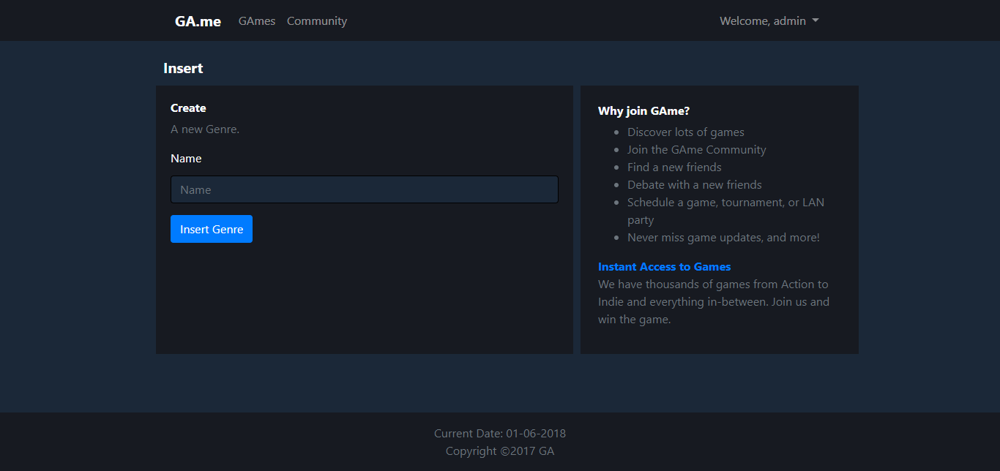 GA.me GAmes Community Welcome, admin
Insert
Create
A new Genre.
Name
Name
Insert Genre
Why join GAme?
Discover lots of games
Join the GAme Community
Find a new friends
Debate with a new friends
Schedule a game, tournament, or LAN
party
Never miss game updates, and more!
Instant Access to Games
We have thousands of games from Action to
Indie and everything in-between. Join us and
win the game.
Current Date: 01-06-2018
Copyright ©2017 GA